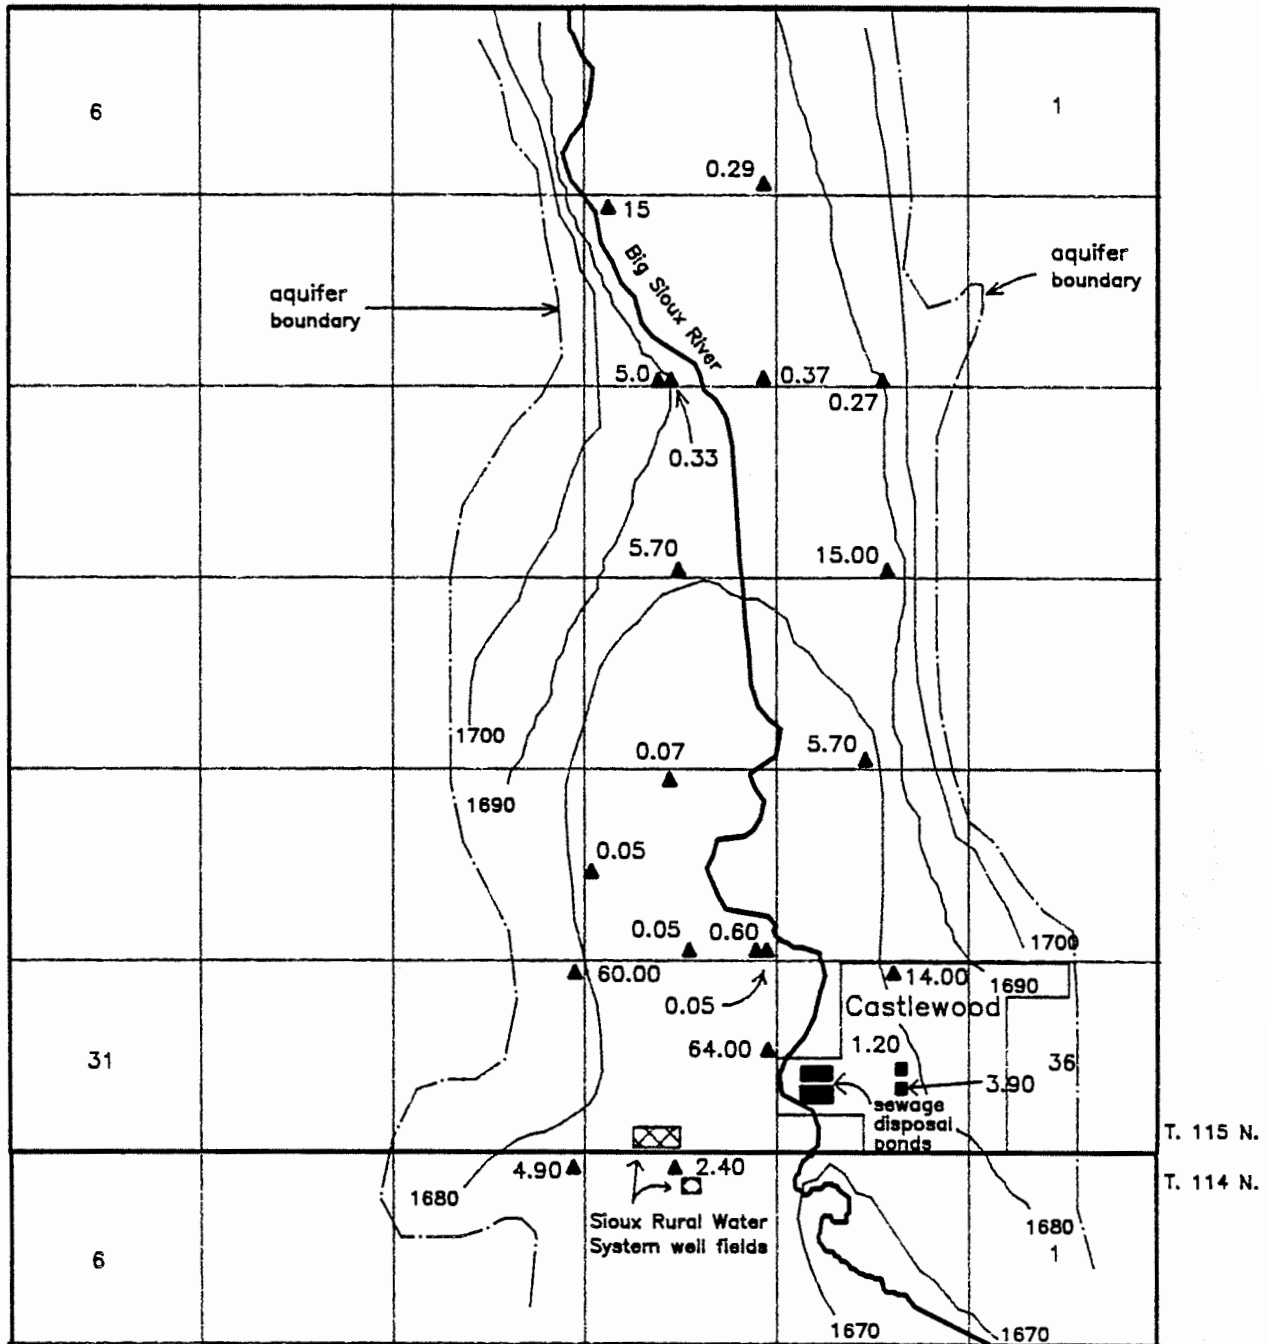 6
1
0.29
15
Big Sioux River
aquifer
boundary
aquifer
boundary
5.0
0.37
0.27
0.33
5.70
15.00
1700
0.07
5.70
1690
0.05
0.05
0.60
1700
60.00
14.00
1690
0.05
Castlewood
64.00
1.20
31
36
3.90
sewage
disposal
ponds
T. 115 N.
4.90
2.40
T. 114 N.
1680
Sioux Rural Water
System well fields
1680
6
1
1670
1670